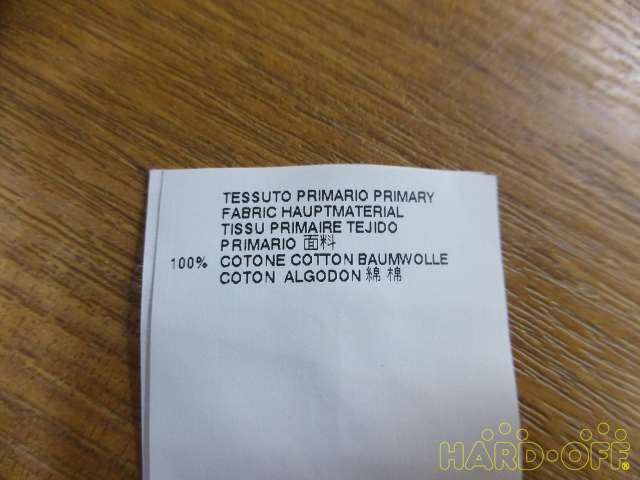 TESSUTO PRIMARIO PRIMARY
FABRIC HAUPTMATERIAL
TISSU PRIMAIRE TEJIDO
PRIMARIO 面料
100% COTONE COTTON BAUMWOLLE
COTON ALGODON 綿 棉
HARD-OFF